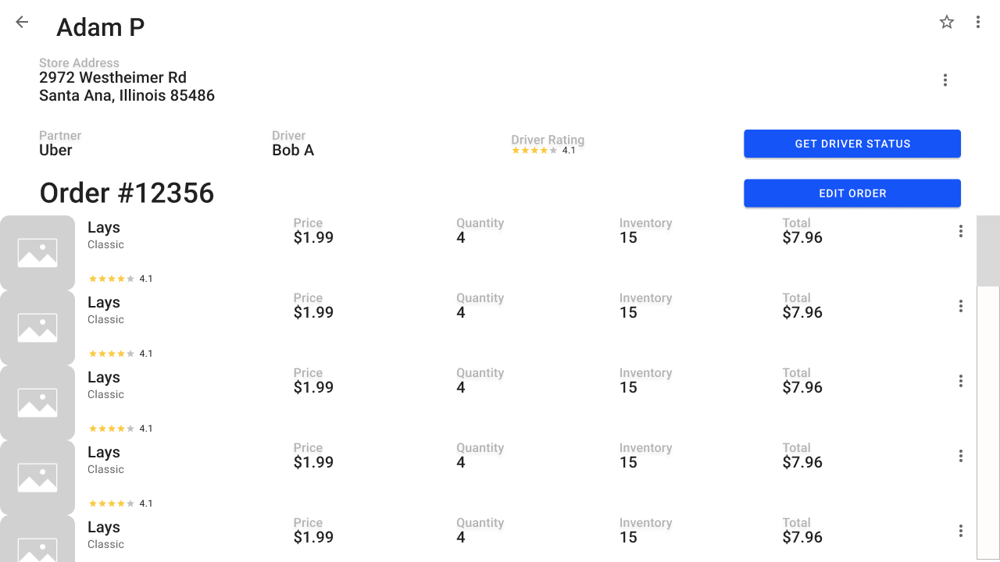 Adam P
Store Address
2972 Westheimer Rd
Santa Ana, Illinois 85486
Partner
Uber
Driver
Bob A
Driver Rating
4.1
GET DRIVER STATUS
Order #12356
EDIT ORDER
Lays
Classic
4.1
Price
$1.99
Quantity
4
Inventory
15
Total
$7.96
Lays
Classic
4.1
Price
$1.99
Quantity
4
Inventory
15
Total
$7.96
Lays
Classic
4.1
Price
$1.99
Quantity
4
Inventory
15
Total
$7.96
Lays
Classic
4.1
Price
$1.99
Quantity
4
Inventory
15
Total
$7.96
Lays
Classic
Price
$1.99
Quantity
4
Inventory
15
Total
$7.96